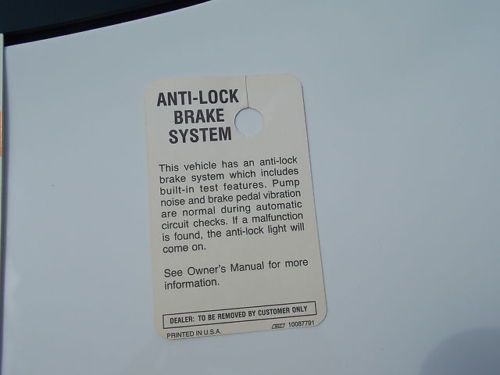 ANTI-LOCK
BRAKE
SYSTEM
This vehicle has an anti-lock
brake system which includes
built-in test features. Pump
noise and brake pedal vibration
are normal during automatic
circuit checks. If a malfunction
is found, the anti-lock light will
come on.
See Owner's Manual for more
information.
DEALER: TO BE REMOVED BY CUSTOMER ONLY
PRINTED IN U.S.A. 10087791